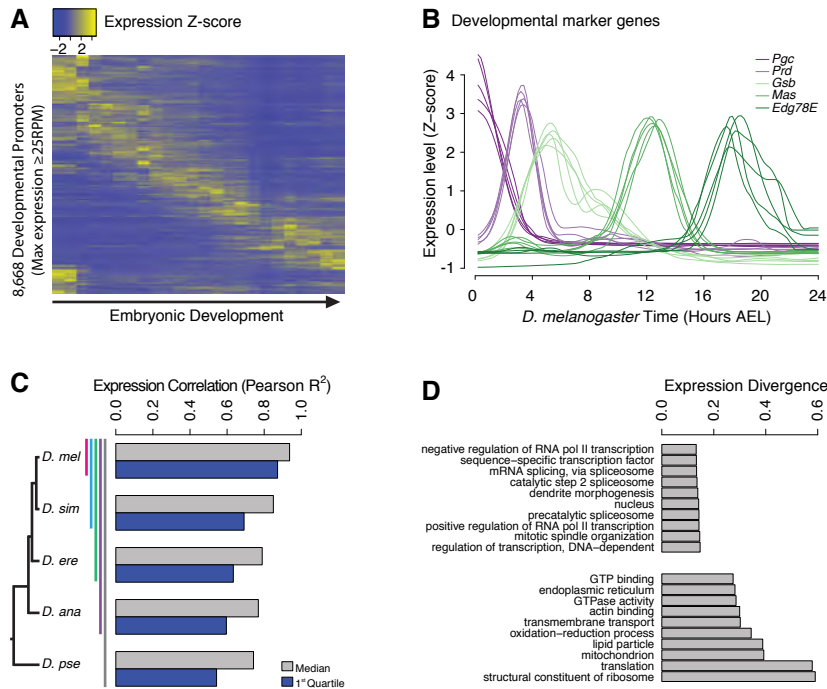 A
Expression Z-score
-2 2
8,668 Developmental Promoters
(Max expression ≥25RPM)
Embryonic Development
B Developmental marker genes
Pgc
Prd
Gsb
Mas
Edg78E
Expression level (Z-score)
4
3
2
1
0
-1
0 4 8 12 16 20 24
D. melanogaster Time (Hours AEL)
C
Expression Correlation (Pearson R²)
0.0 0.2 0.4 0.6 0.8 1.0
D. mel
D. sim
D. ere
D. ana
D. pse
Median
1st Quartile
D
Expression Divergence
0.0 0.2 0.4 0.6
negative regulation of RNA pol II transcription
sequence−specific transcription factor
mRNA splicing, via spliceosome
catalytic step 2 spliceosome
dendrite morphogenesis
nucleus
precatalytic spliceosome
positive regulation of RNA pol II transcription
mitotic spindle organization
regulation of transcription, DNA−dependent
GTP binding
endoplasmic reticulum
GTPase activity
actin binding
transmembrane transport
oxidation−reduction process
lipid particle
mitochondrion
translation
structural constituent of ribosome